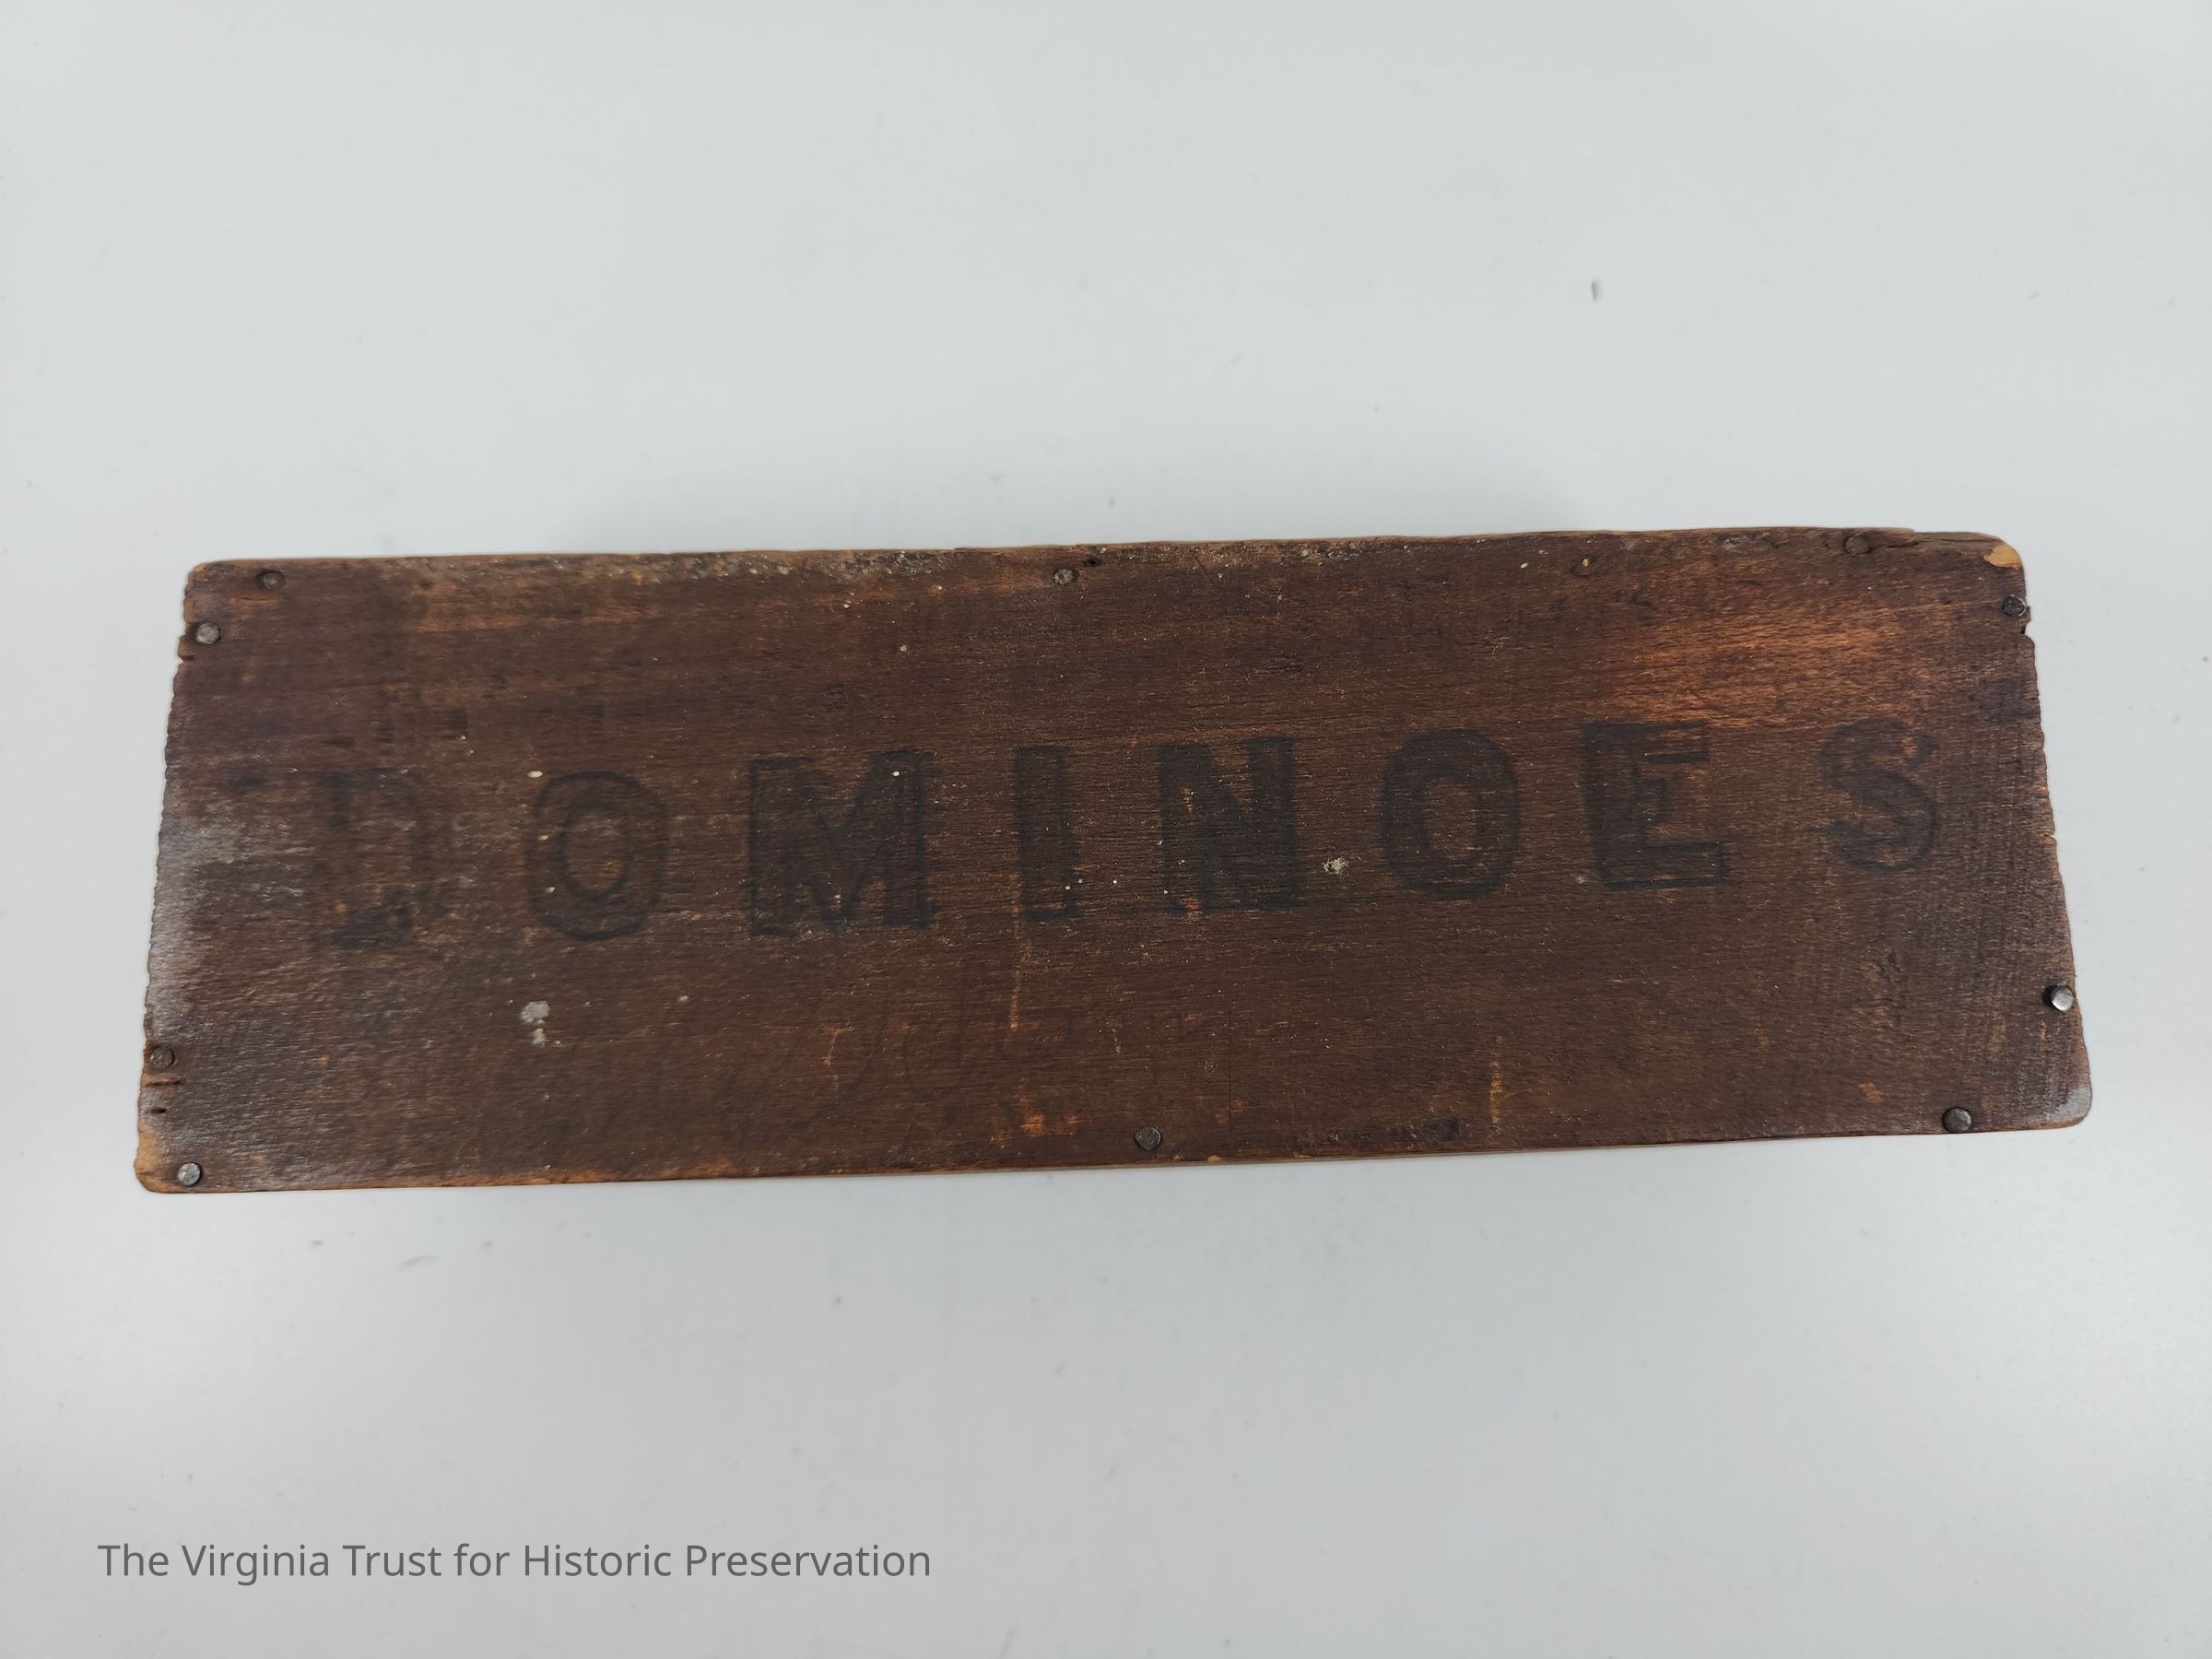 DOMINOES
The Virginia Trust for Historic Preservation